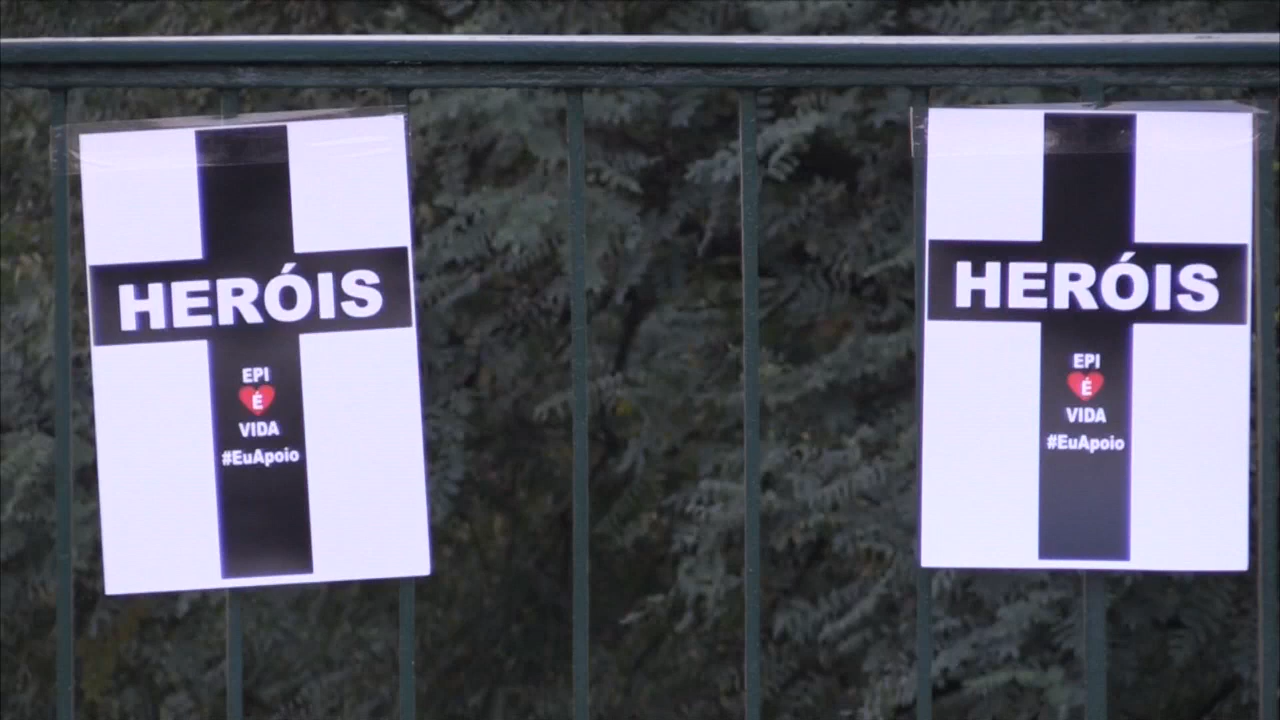 HERÓIS
EPI
É
VIDA
#EuApoio
HERÓIS
EPI
É
VIDA
#EuApoio